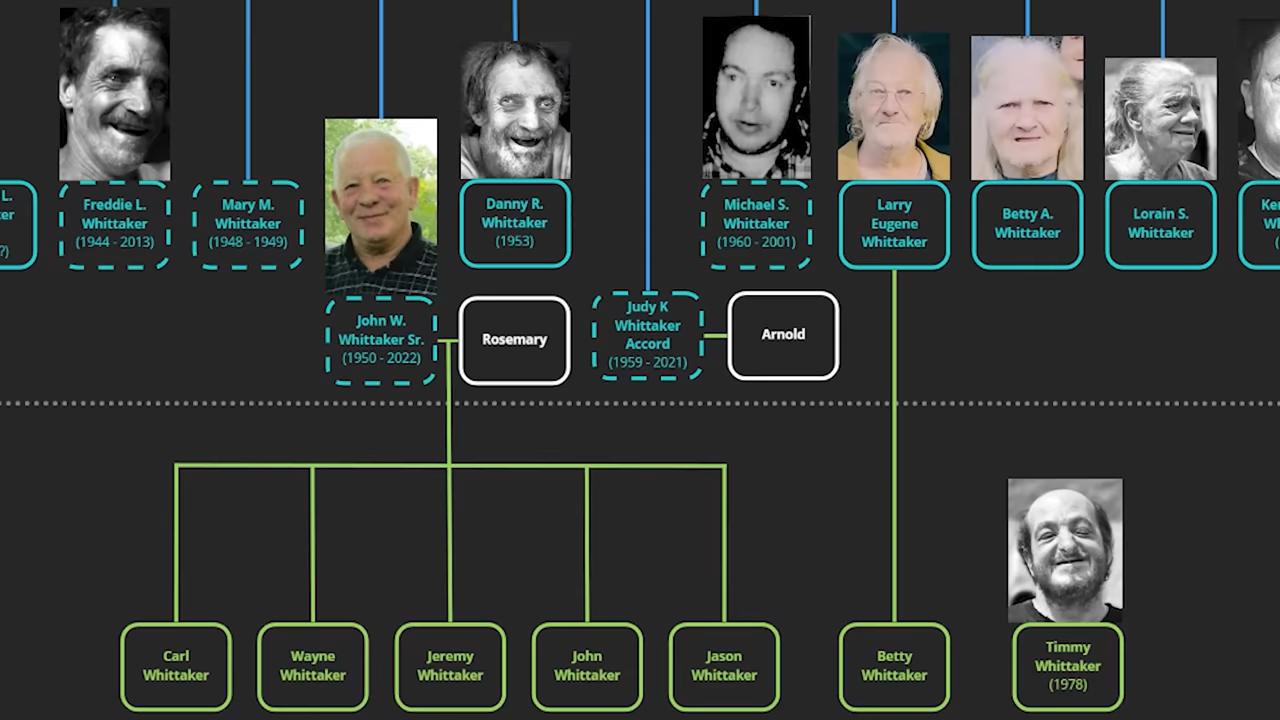 L.
er
?)
Freddie L.
Whittaker
(1944 - 2013)
Mary M.
Whittaker
(1948 - 1949)
Danny R.
Whittaker
(1953)
Michael S.
Whittaker
(1960 - 2001)
Larry
Eugene
Whittaker
Betty A.
Whittaker
Lorain S.
Whittaker
Ke
W
(
John W.
Whittaker Sr.
(1950 - 2022)
Rosemary
Judy K
Whittaker
Accord
(1959 - 2021)
Arnold
Carl
Whittaker
Wayne
Whittaker
Jeremy
Whittaker
John
Whittaker
Jason
Whittaker
Betty
Whittaker
Timmy
Whittaker
(1978)